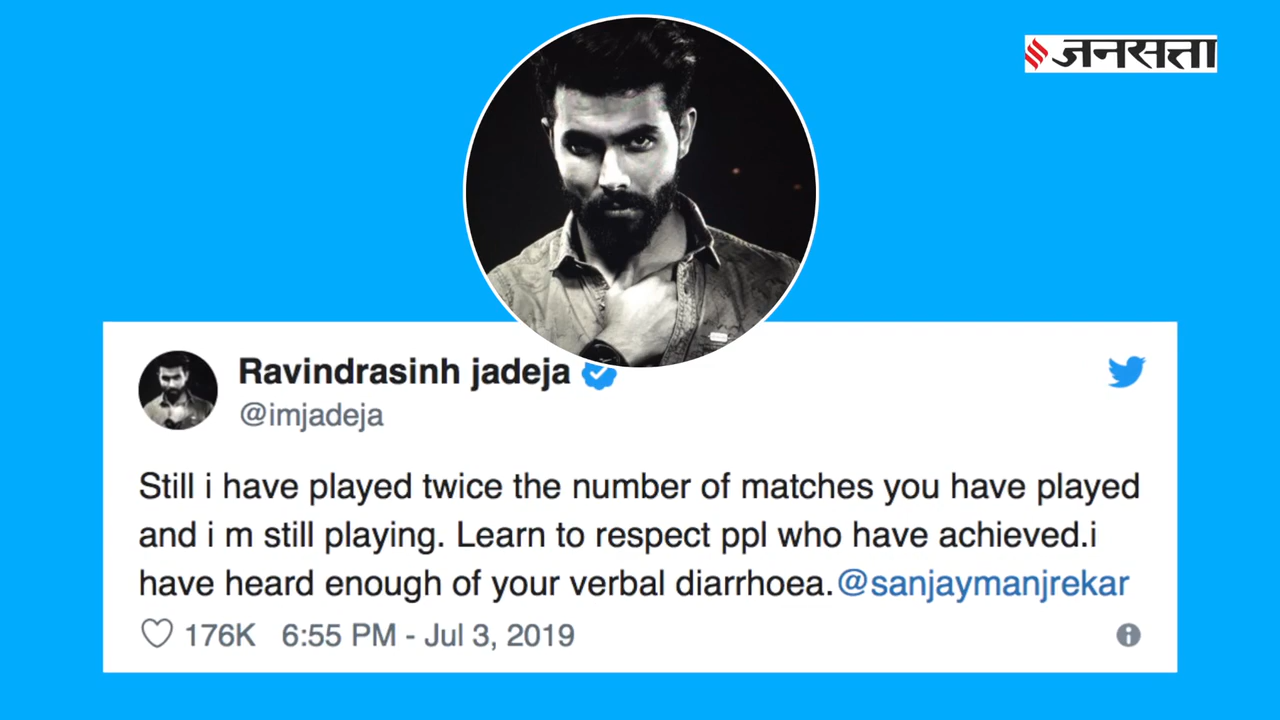 जनसत्ता
Ravindrasinh jadeja
@imjadeja
Still i have played twice the number of matches you have played
and i m still playing. Learn to respect ppl who have achieved.i
have heard enough of your verbal diarrhoea.@sanjaymanjrekar
176K 6:55 PM - Jul 3, 2019